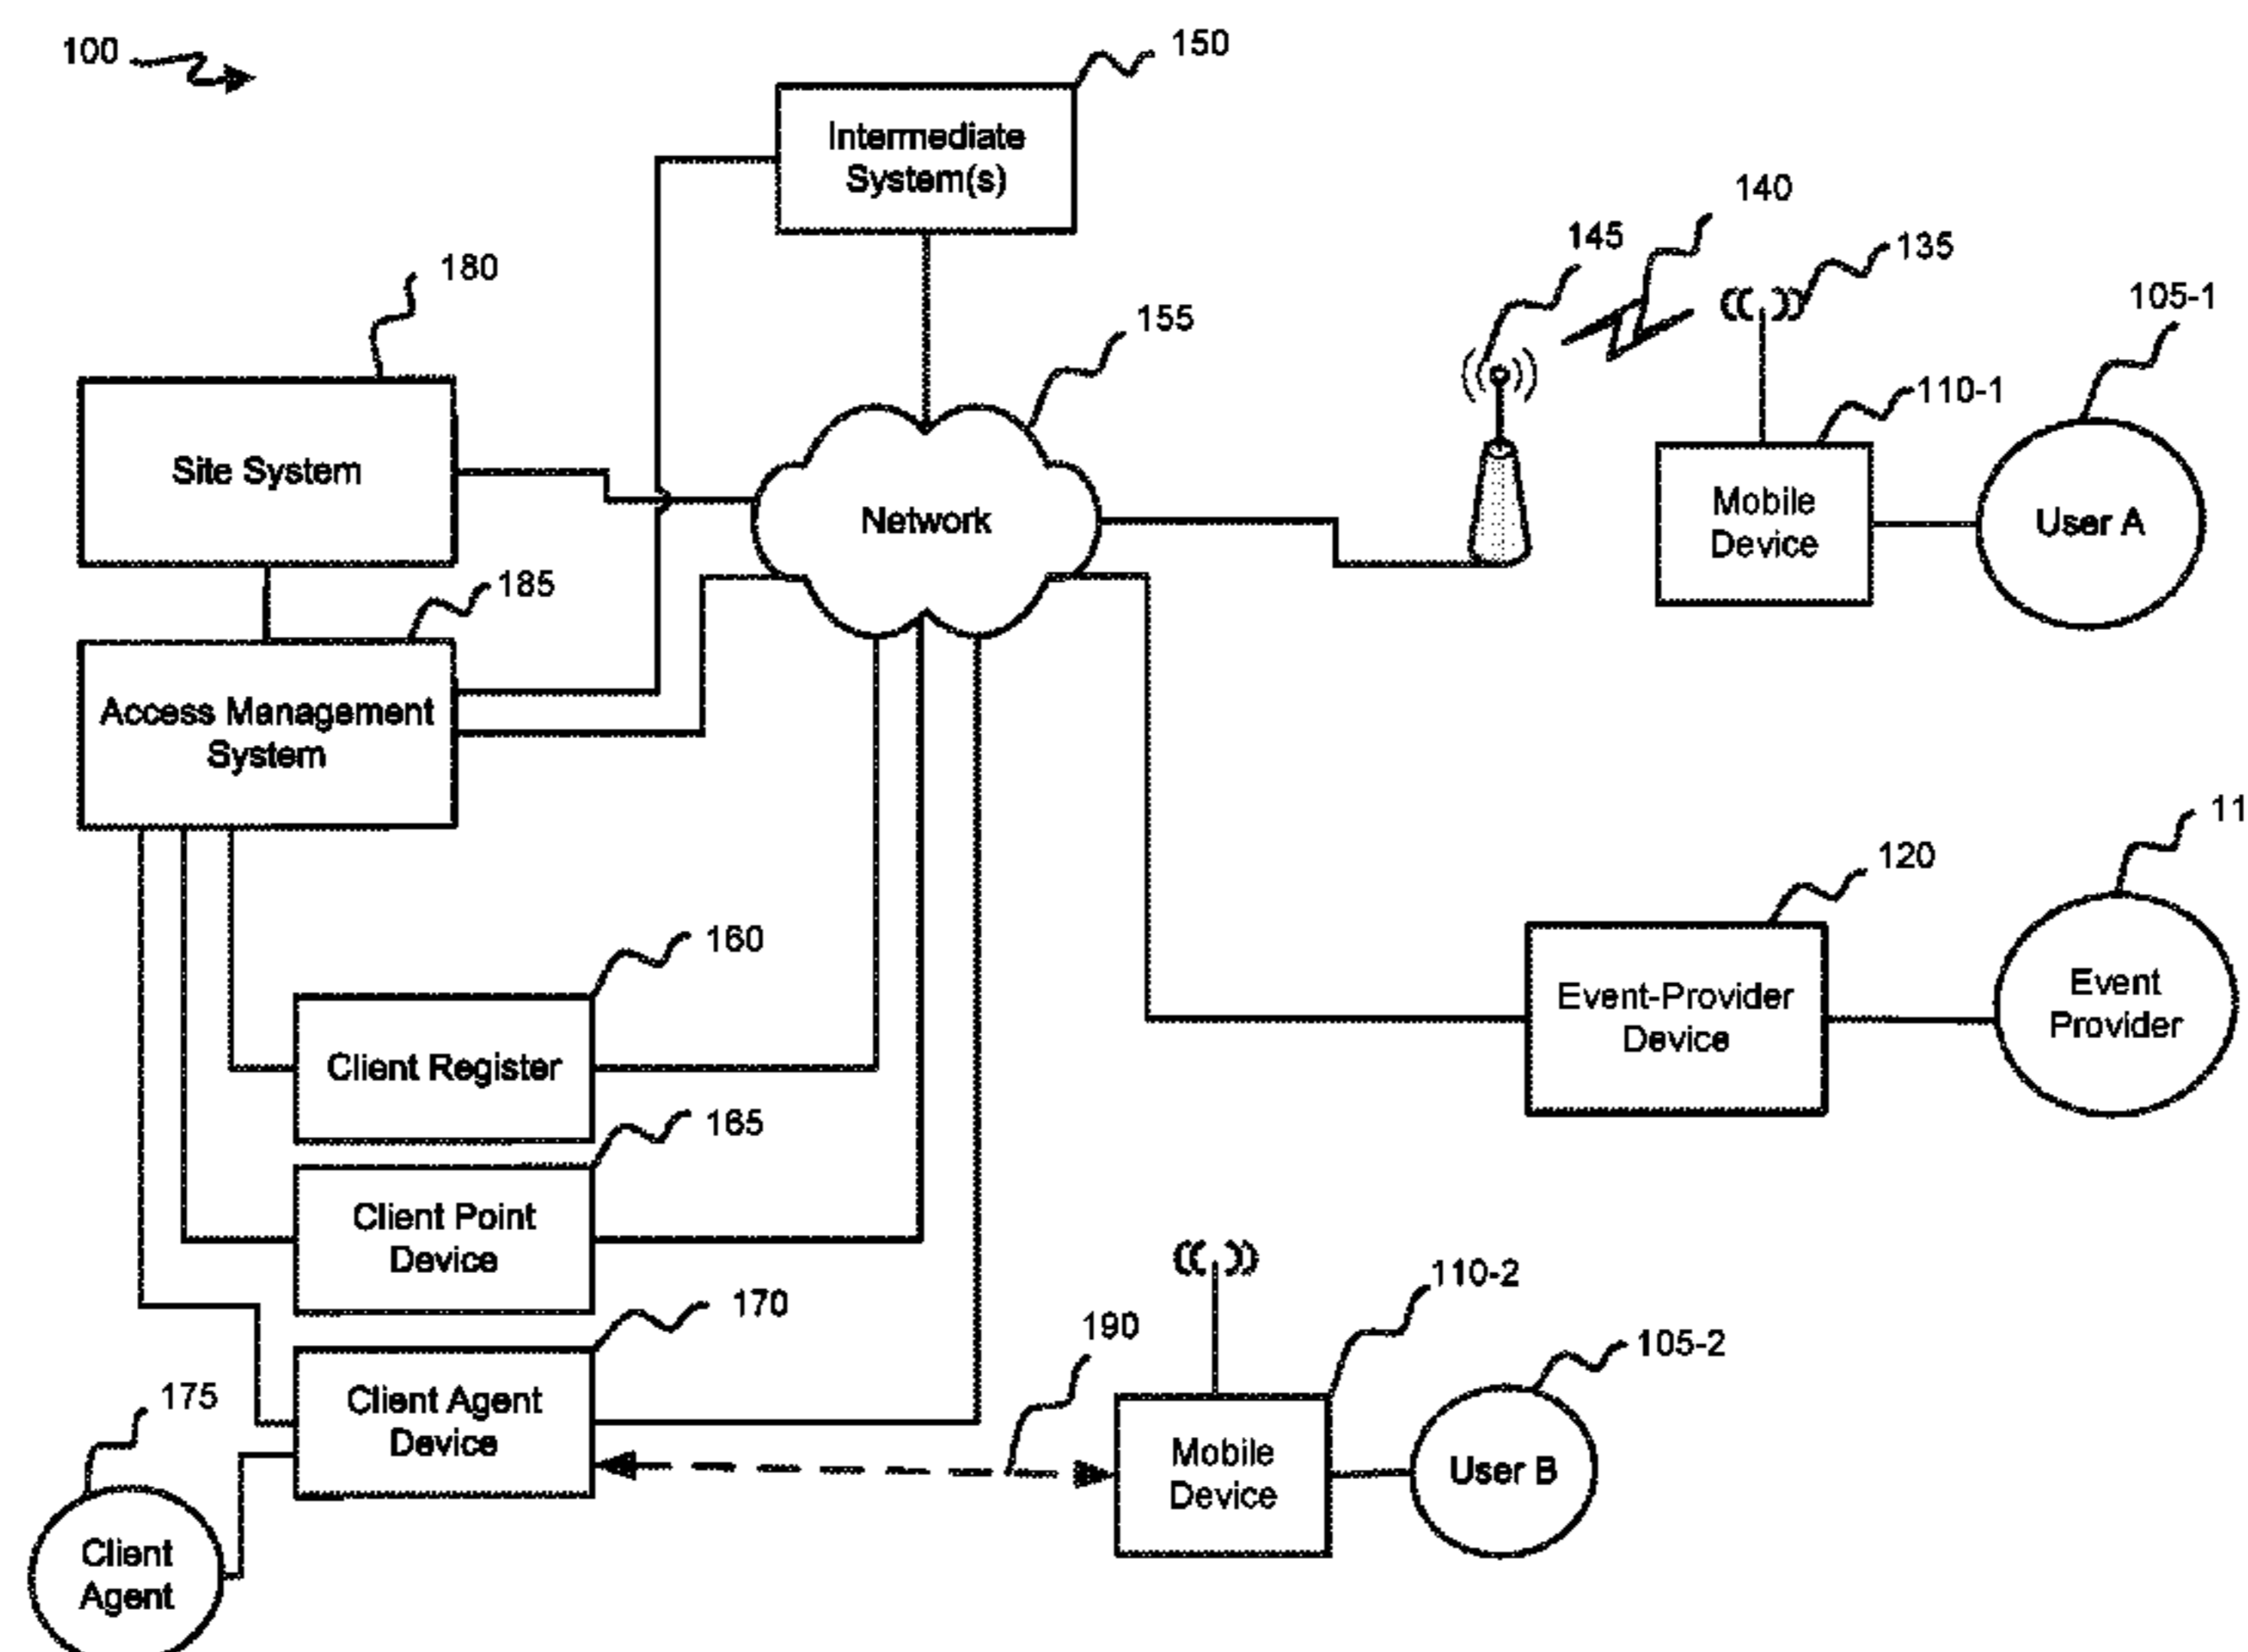 100
150
Intermediate
System(s)
140
145
135
180
105-1
155
110-1
Site System
Network
Mobile
Device
User A
185
Access Management
System
11
120
160
Event-Provider
Device
Event
Provider
Client Register
165
Client Point
Device
110-2
170
190
105-2
175
Client Agent
Device
Mobile
Device
User B
Client
Agent